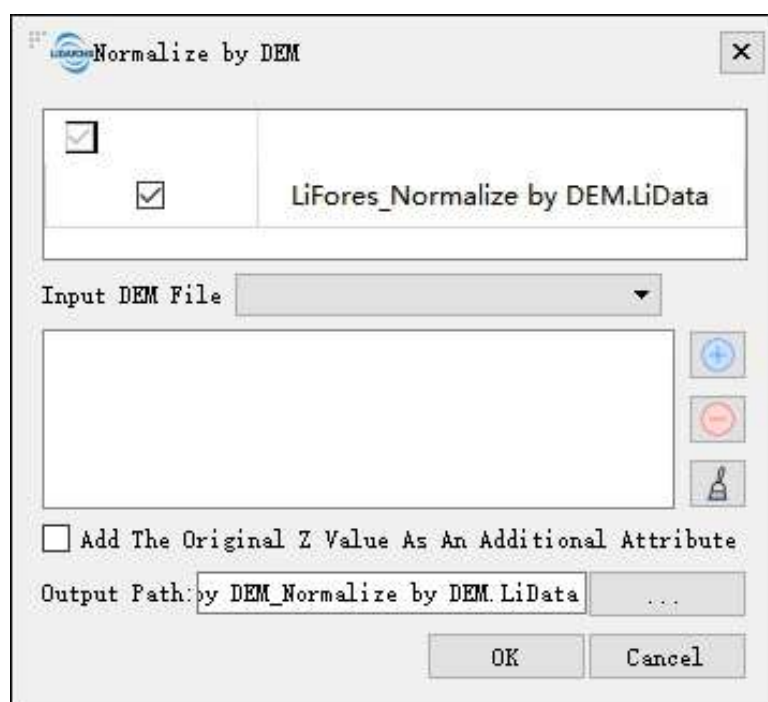 Normalize by DEM
LiFores_Normalize by DEM.LiData
Input DEM File
Add The Original Z Value As An Additional Attribute
Output Path: by DEM_Normalize by DEM.LiData ...
OK Cancel